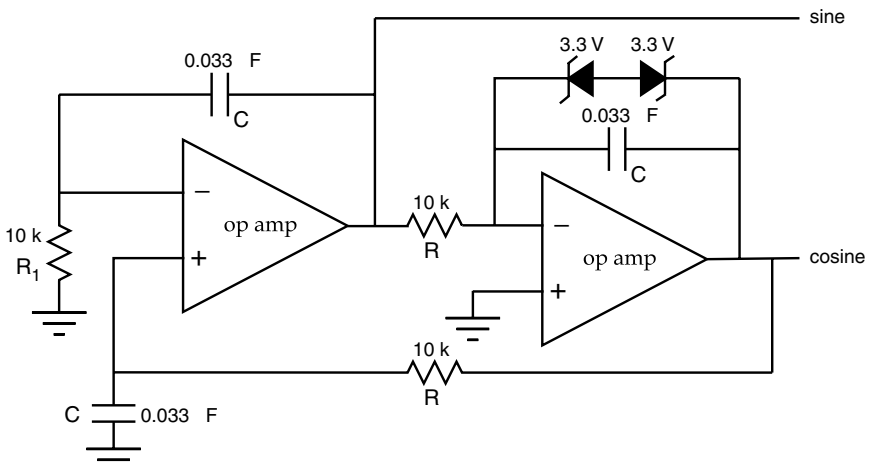 sine
0.033 F
C
3.3 V 3.3 V
0.033 F
C
−
op amp
+
10 k
R1
10 k
R
−
op amp
+
cosine
10 k
R
C 0.033 F